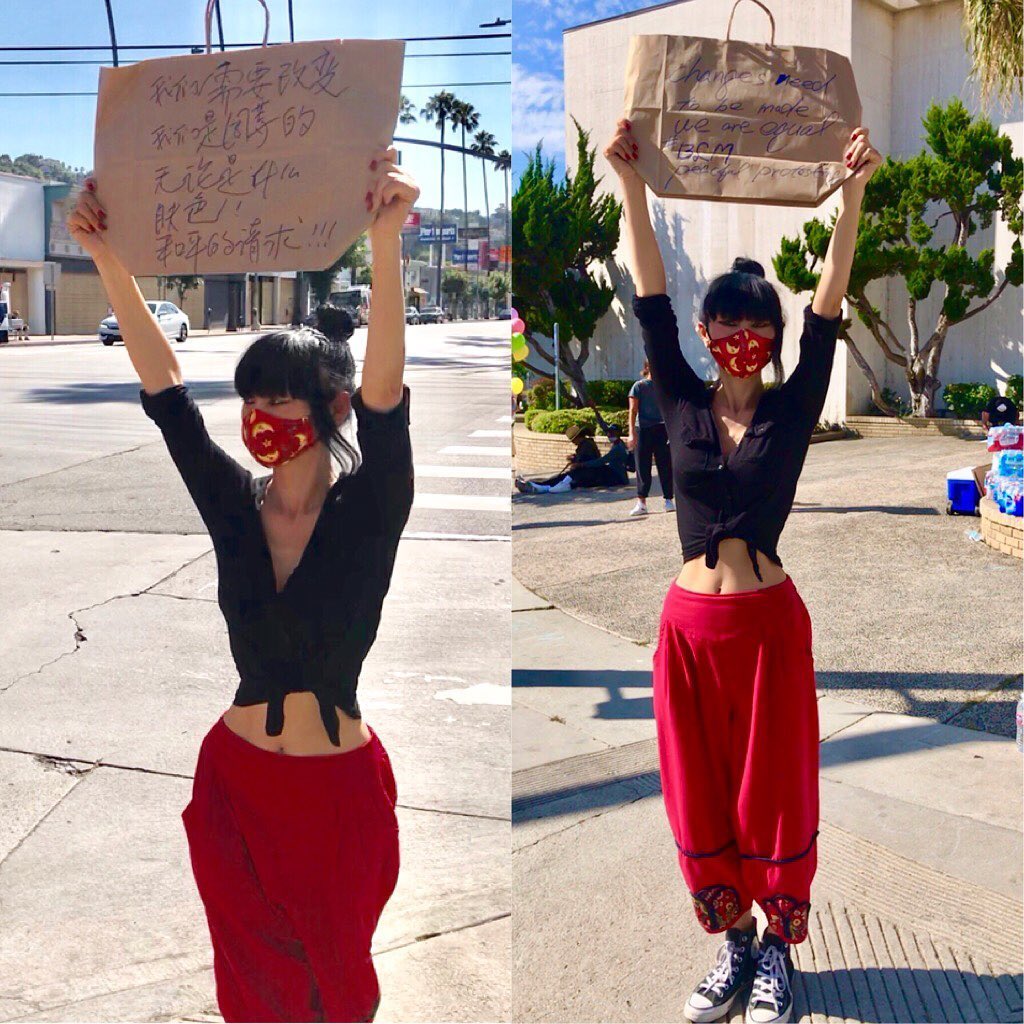 我们需要改变
我们是同等的
无论是什么
肤色!!
和平的请求!!!
Changes need
to be made
we are equal
BLM
peaceful protesting